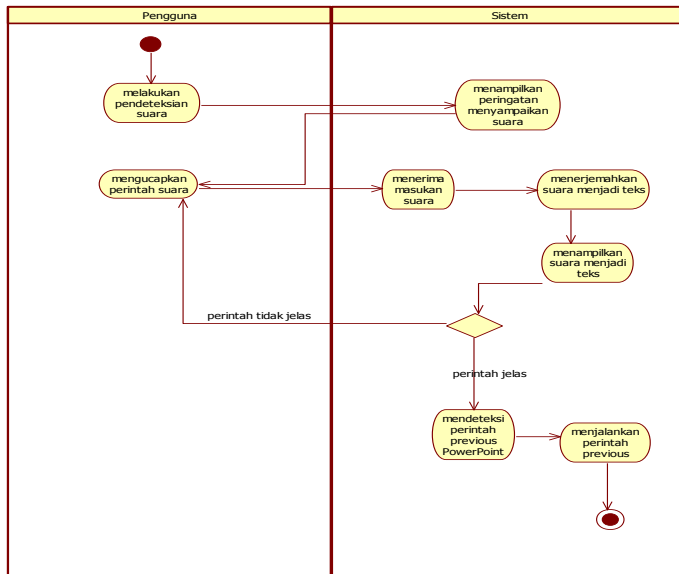 Pengguna
Sistem
melakukan
pendeteksian
suara
menampilkan
peringatan
menyampaikan
suara
mengucapkan
perintah suara
menerima
masukan
suara
menerjemahkan
suara menjadi teks
menampilkan
suara menjadi
teks
perintah tidak jelas
perintah jelas
mendeteksi
perintah
previous
PowerPoint
menjalankan
perintah
previous